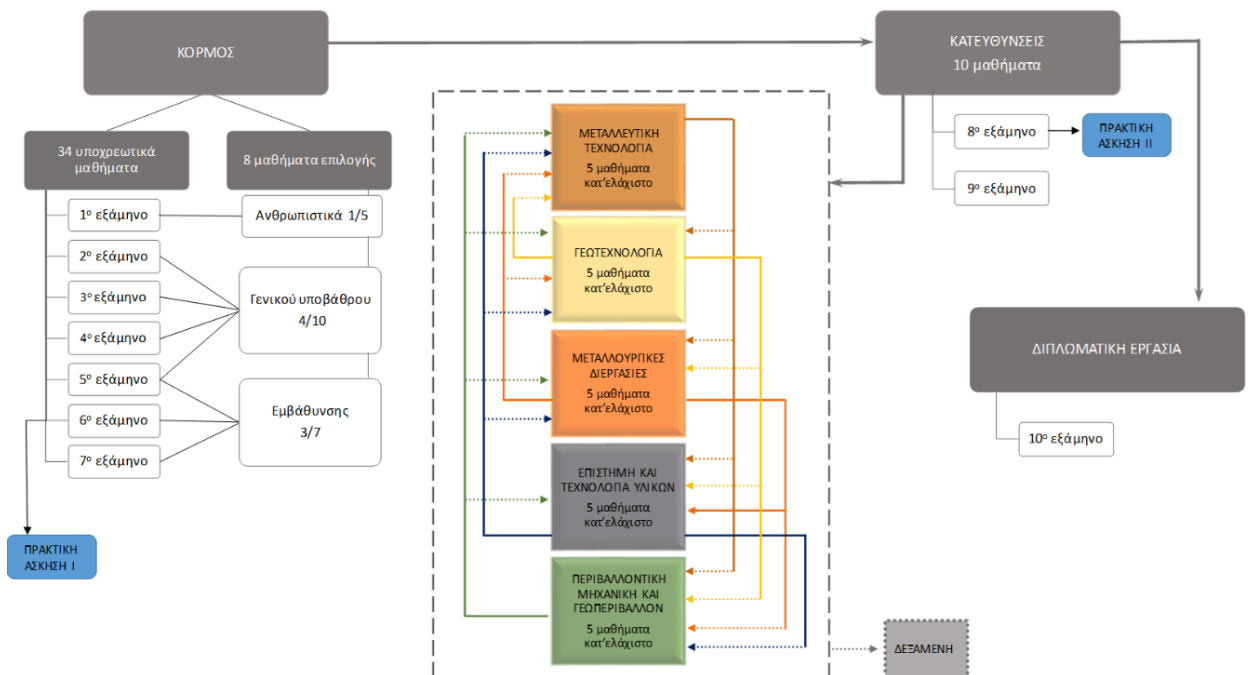 ΚΟΡΜΟΣ
34 υποχρεωτικά
μαθήματα
8 μαθήματα επιλογής
1ο εξάμηνο
2ο εξάμηνο
3ο εξάμηνο
4ο εξάμηνο
5ο εξάμηνο
6ο εξάμηνο
7ο εξάμηνο
Ανθρωπιστικά 1/5
Γενικού υποβάθρου
4/10
Εμβάθυνσης
3/7
ΠΡΑΚΤΙΚΗ
ΑΣΚΗΣΗ Ι
ΜΕΤΑΛΛΕΥΤΙΚΗ
ΤΕΧΝΟΛΟΓΙΑ
5 μαθήματα
κατ’ελάχιστο
ΓΕΩΤΕΧΝΟΛΟΓΙΑ
5 μαθήματα
κατ’ελάχιστο
ΜΕΤΑΛΛΟΥΡΓΙΚΕΣ
ΔΙΕΡΓΑΣΙΕΣ
5 μαθήματα
κατ’ελάχιστο
ΕΠΙΣΤΗΜΗ ΚΑΙ
ΤΕΧΝΟΛΟΓΙΑ ΥΛΙΚΩΝ
5 μαθήματα
κατ’ελάχιστο
ΠΕΡΙΒΑΛΛΟΝΤΙΚΗ
ΜΗΧΑΝΙΚΗ ΚΑΙ
ΓΕΩΠΕΡΙΒΑΛΛΟΝ
5 μαθήματα
κατ’ελάχιστο
ΚΑΤΕΥΘΥΝΣΕΙΣ
10 μαθήματα
8ο εξάμηνο
ΠΡΑΚΤΙΚΗ
ΑΣΚΗΣΗ ΙΙ
9ο εξάμηνο
ΔΙΠΛΩΜΑΤΙΚΗ ΕΡΓΑΣΙΑ
10ο εξάμηνο
ΔΕΞΑΜΕΝΗ